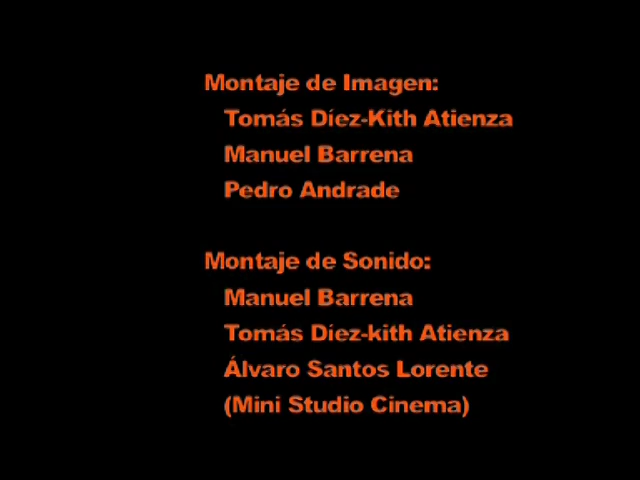 Montaje de Imagen:
Tomás Díez-Kith Atienza
Manuel Barrena
Pedro Andrade
Montaje de Sonido:
Manuel Barrena
Tomás Díez-kith Atienza
Álvaro Santos Lorente
(Mini Studio Cinema)